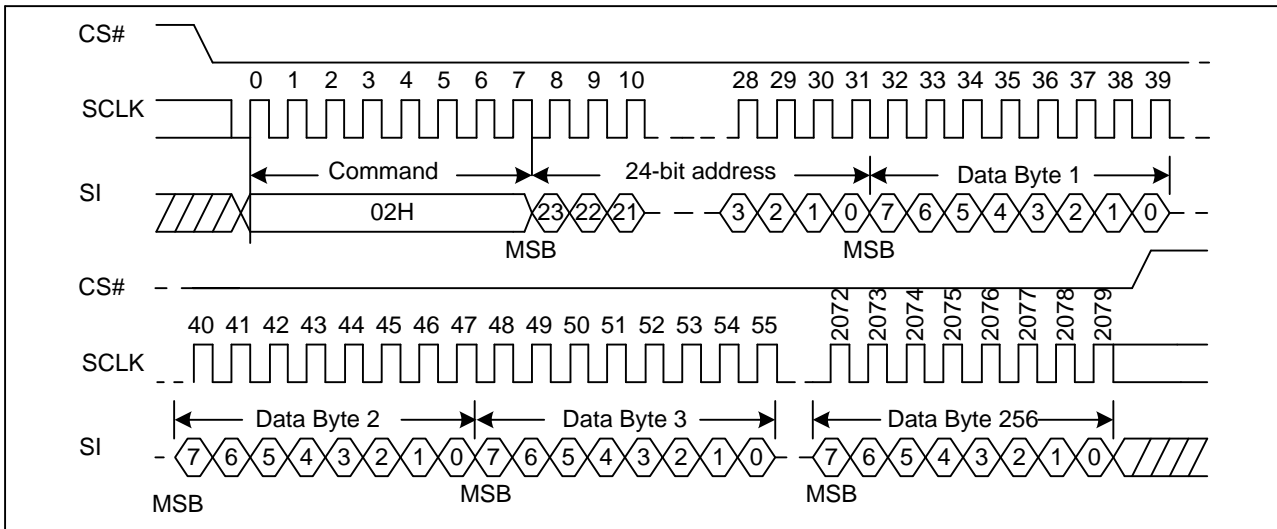 CS#
0 1 2 3 4 5 6 7 8 9 10 28 29 30 31 32 33 34 35 36 37 38 39
SCLK
Command 24-bit address Data Byte 1
SI
02H 23 22 21 3 2 1 0 7 6 5 4 3 2 1 0
MSB MSB
CS#
40 41 42 43 44 45 46 47 48 49 50 51 52 53 54 55 2072 2073 2074 2075 2076 2077 2078 2079
SCLK
Data Byte 2 Data Byte 3 Data Byte 256
SI
7 6 5 4 3 2 1 0 7 6 5 4 3 2 1 0 7 6 5 4 3 2 1 0
MSB MSB MSB